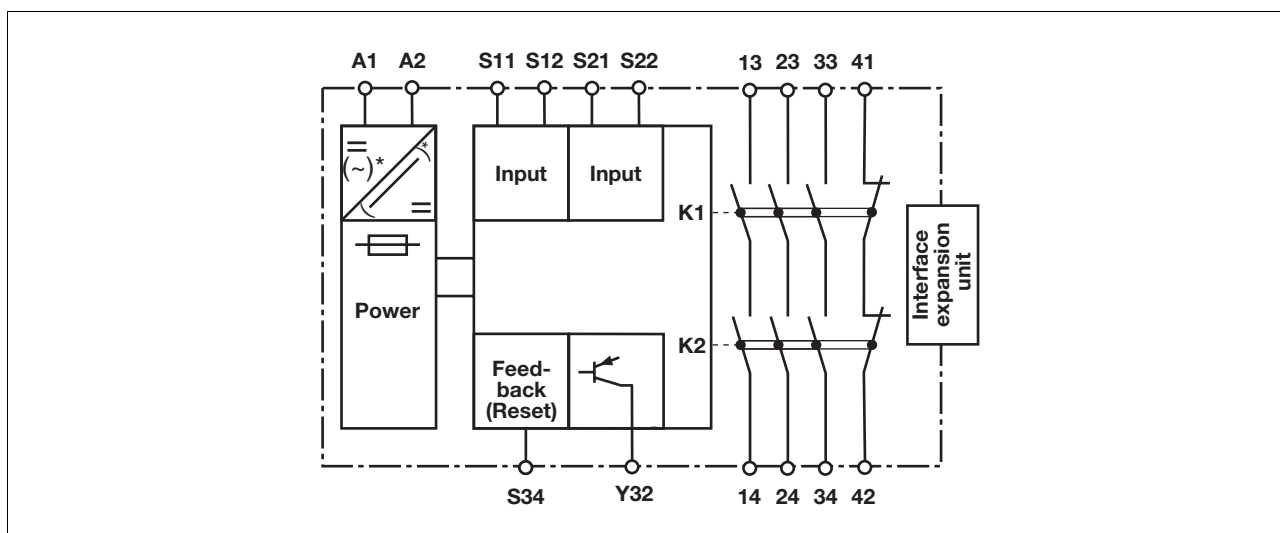 A1 A2 S11 S12 S21 S22 13 23 33 41
=
(~)*
( )*
=
Input Input
K1
Power
Interface
expansion
unit
K2
Feed-
back
(Reset)
S34 Y32 14 24 34 42